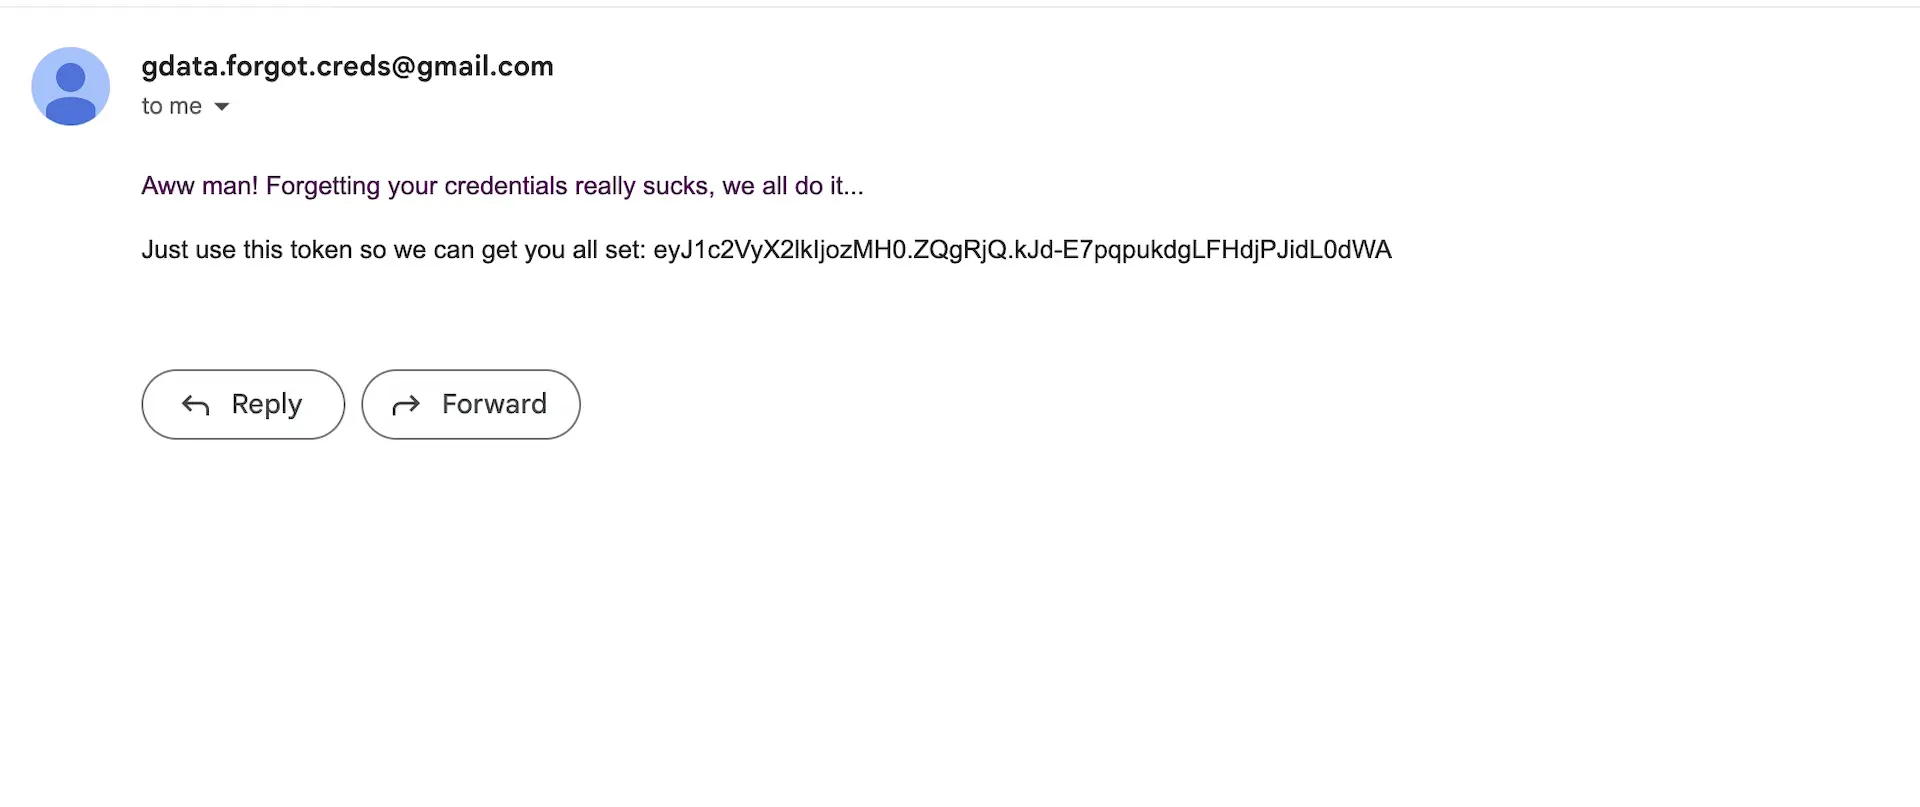 gdata.forgot.creds@gmail.com
to me
Aww man! Forgetting your credentials really sucks, we all do it...
Just use this token so we can get you all set: eyJ1c2VyX2lkIjozMH0.ZQgRjQ.kJd-E7pqpukdgLFHdjPJidL0dWA
Reply
Forward